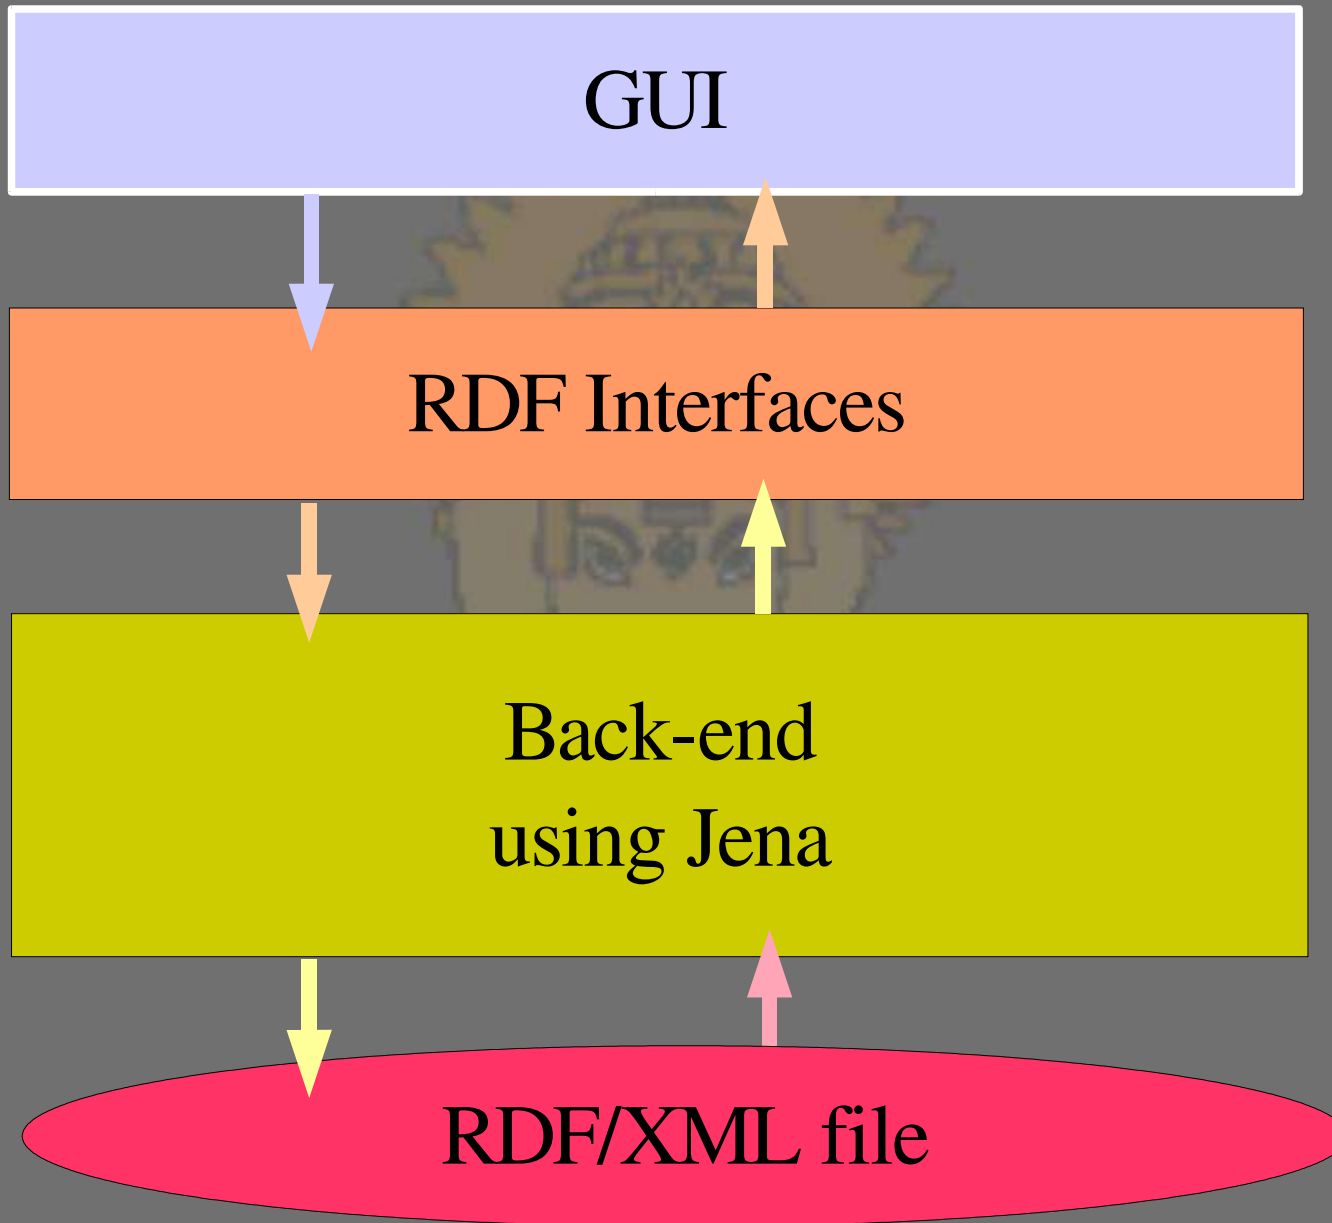 GUI
RDF Interfaces
Back-end
using Jena
RDF/XML file